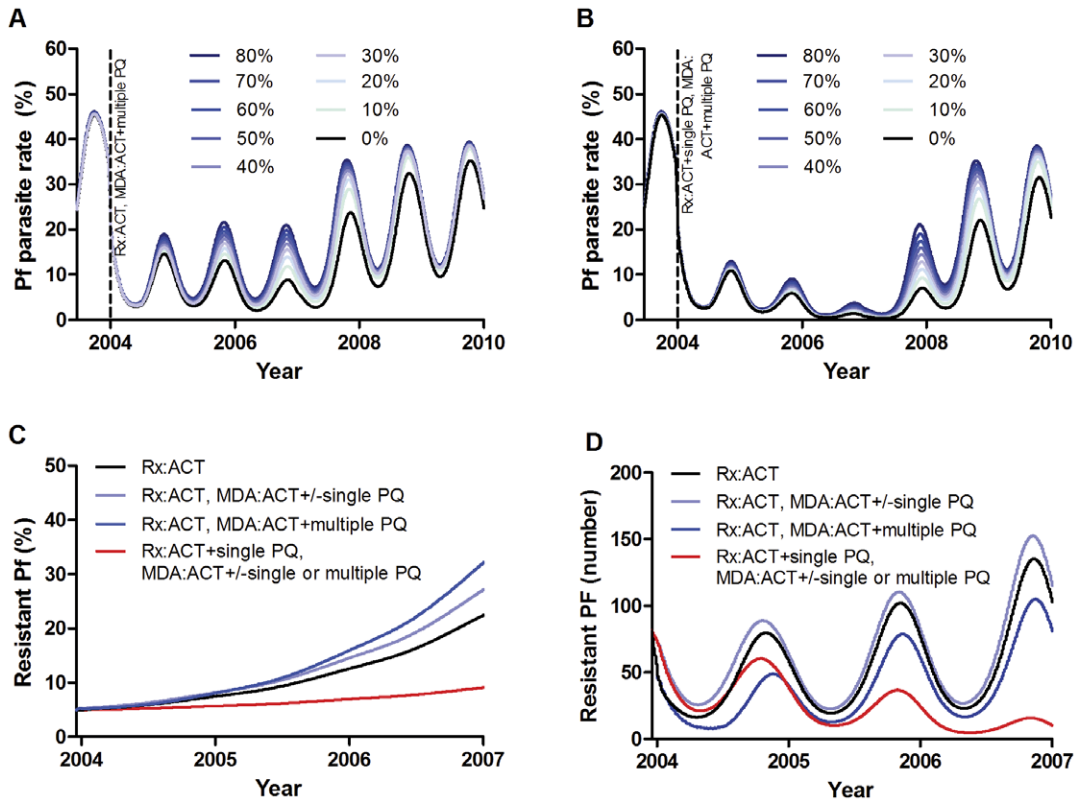 A
60
50
40
30
20
10
0
Pf parasite rate (%)
Rx:ACT, MDA:ACT+multiple PQ
80%
70%
60%
50%
40%
30%
20%
10%
0%
2004
2006
2008
2010
Year
B
60
50
40
30
20
10
0
Pf parasite rate (%)
Rx:ACT+single PQ, MDA:
ACT+multiple PQ
80%
70%
60%
50%
40%
30%
20%
10%
0%
2004
2006
2008
2010
Year
C
50
40
30
20
10
0
Resistant Pf (%)
Rx:ACT
Rx:ACT, MDA:ACT+/-single PQ
Rx:ACT, MDA:ACT+multiple PQ
Rx:ACT+single PQ,
MDA:ACT+/-single or multiple PQ
2004
2005
2006
2007
Year
D
200
150
100
50
0
Resistant PF (number)
Rx:ACT
Rx:ACT, MDA:ACT+/-single PQ
Rx:ACT, MDA:ACT+multiple PQ
Rx:ACT+single PQ,
MDA:ACT+/-single or multiple PQ
2004
2005
2006
2007
Year